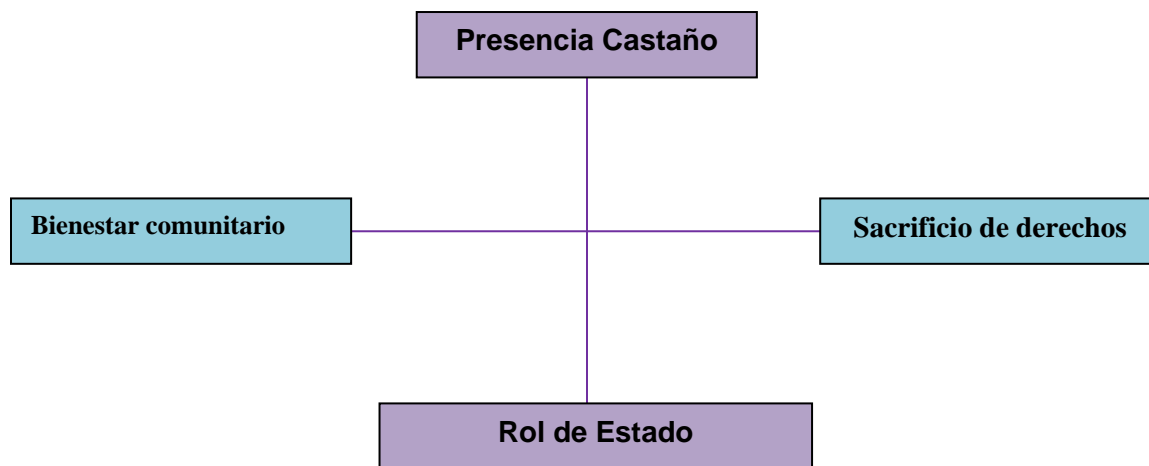 Presencia Castaño
Bienestar comunitario
Sacrificio de derechos
Rol de Estado